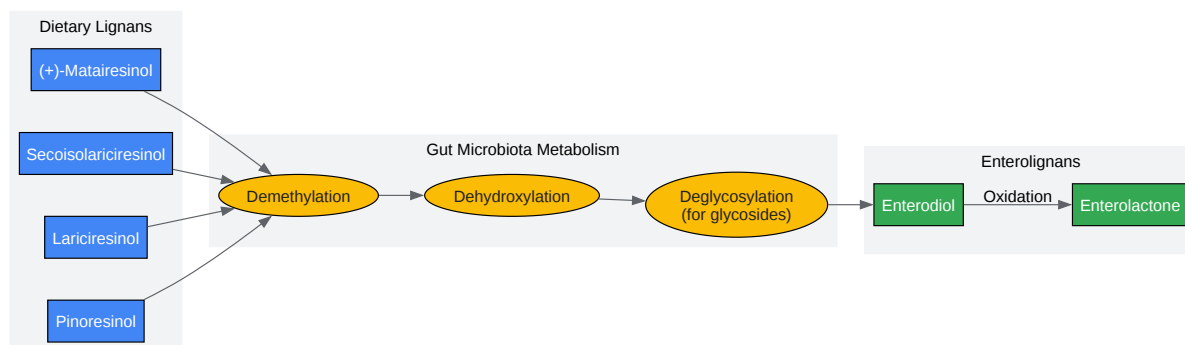 Dietary Lignans
(+)-Matairesinol
Secoisolariciresinol
Lariciresinol
Pinoresinol
Gut Microbiota Metabolism
Demethylation
Dehydroxylation
Deglycosylation
(for glycosides)
Enterolignans
Enterodiol
Oxidation
Enterolactone